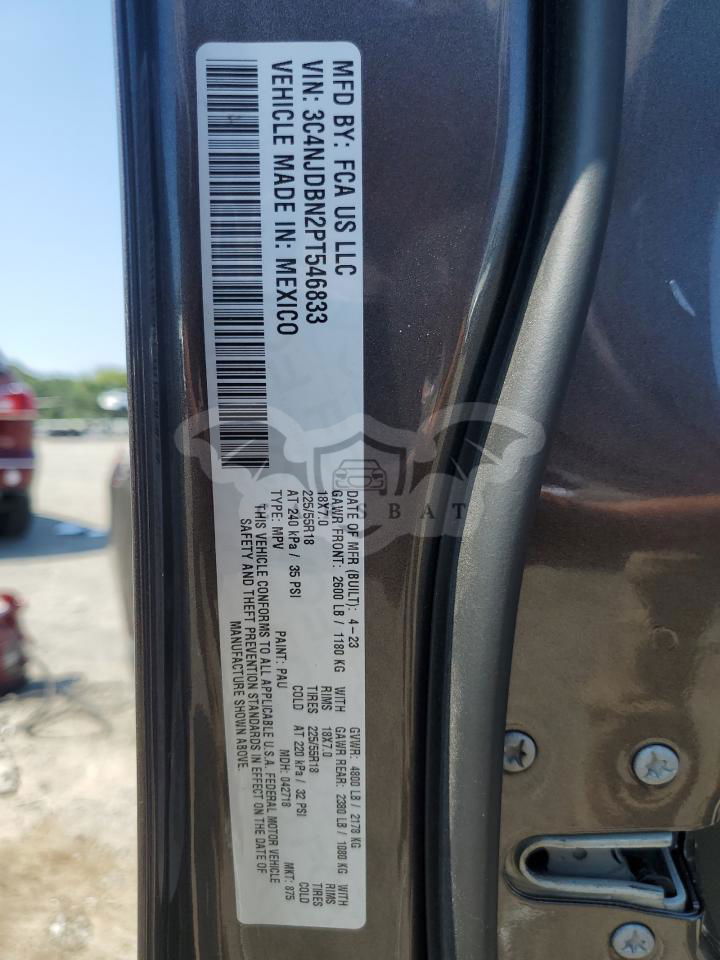 MFD BY: FCA US LLC
VIN: 3C4NJDBN2PT546833
VEHICLE MADE IN: MEXICO
DATE OF MFR (BUILT): 4-23 GVWR: 4800 LB / 2178 KG
GAWR FRONT: 2600 LB / 1180 KG WITH GAWR REAR: 2380 LB / 1080 KG WITH
18X7.0 RIMS 18X7.0 RIMS
225/55R18 TIRES 225/55R18 TIRES
AT 240 kPa / 35 PSI COLD AT 220 kPa / 32 PSI COLD
TYPE: MPV PAINT: PAU MDH: 042718 MKT: 875
THIS VEHICLE CONFORMS TO ALL APPLICABLE U.S.A. FEDERAL MOTOR VEHICLE
SAFETY AND THEFT PREVENTION STANDARDS IN EFFECT ON THE DATE OF
MANUFACTURE SHOWN ABOVE.